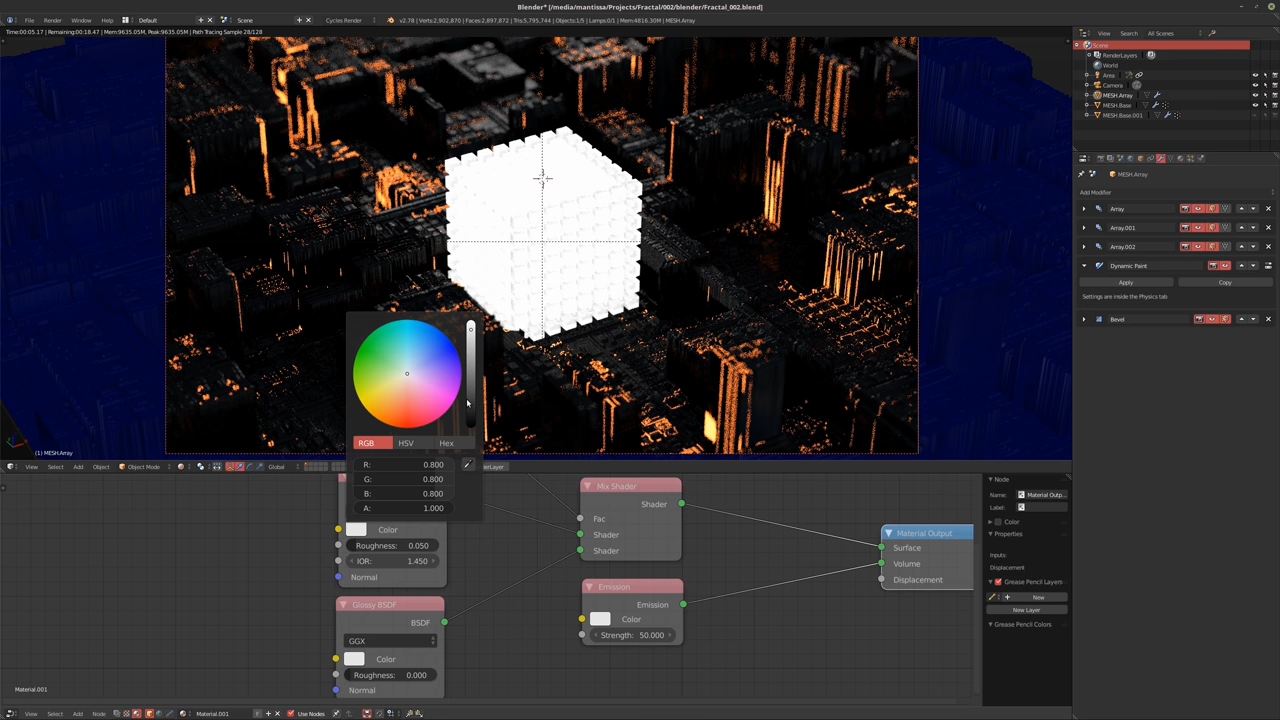 Blender* [/media/mantissa/Projects/Fractal/002/blender/Fractal_002.blend]
File Render Window Help Default Scene Cycles Render v2.78 | Verts:2,902,870 | Faces:2,897,872 | Tris:5,795,744 | Objects:1/5 | Lamps:0/1 | Mem:4816.30M | MESH.Array
Time:00:05.17 | Remaining:00:18.47 | Mem:9635.05M, Peak:9635.05M | Path Tracing Sample 28/128
View Search All Scenes
Scene
RenderLayers
World
Area
Camera
MESH.Array
MESH.Base
MESH.Base.001
MESH.Array
Add Modifier
Array
Array.001
Array.002
Dynamic Paint
Apply Copy
Settings are inside the Physics tab
Bevel
RGB HSV Hex
R: 0.800
G: 0.800
B: 0.800
A: 1.000
(1) MESH.Array
View Select Add Object Object Mode Global
Color
Roughness: 0.050
IOR: 1.450
Normal
Glossy BSDF
BSDF
GGX
Color
Roughness: 0.000
Normal
Mix Shader
Shader
Fac
Shader
Shader
Emission
Emission
Color
Strength: 50.000
Material Output
Surface
Volume
Displacement
Node
Name: Material Outp...
Label:
Color
Properties
Inputs:
Displacement
Grease Pencil Layers
New
New Layer
Grease Pencil Colors
Material.001
View Select Add Node Material.001 F Use Nodes